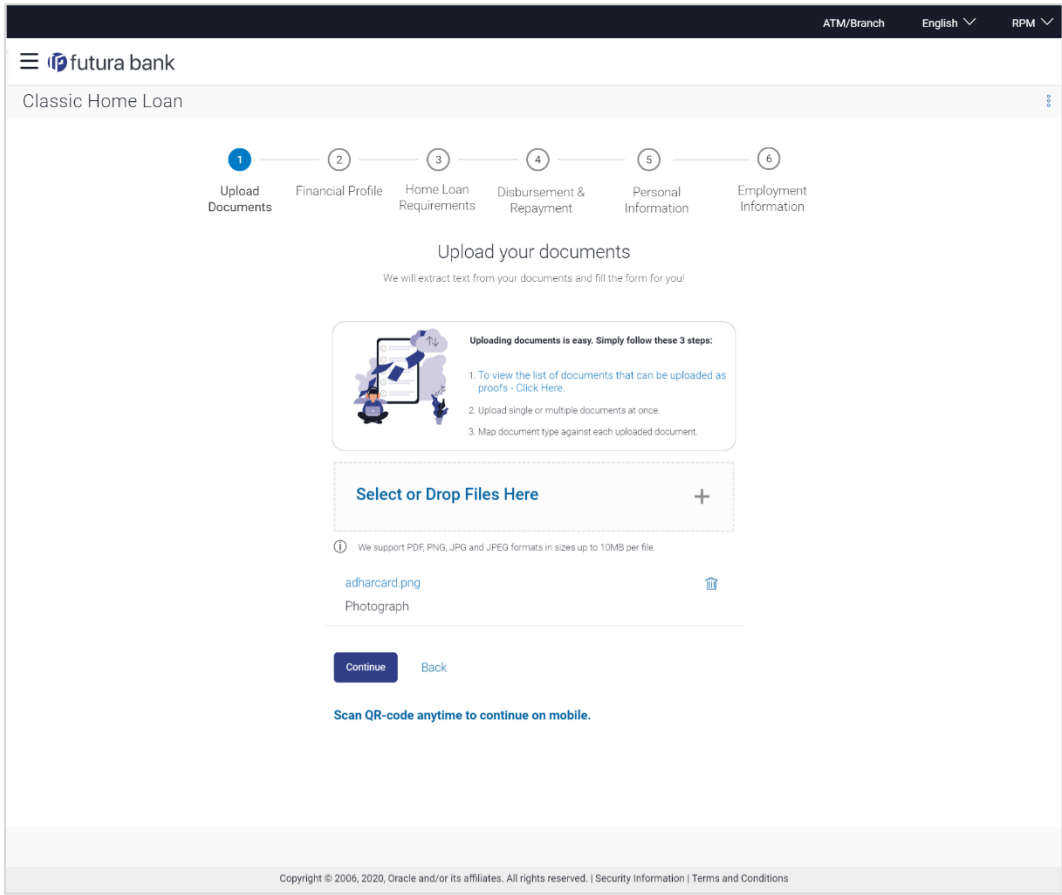 ATM/Branch English RPM
futura bank
Classic Home Loan
1 2 3 4 5 6
Upload Documents
Financial Profile
Home Loan Requirements
Disbursement & Repayment
Personal Information
Employment Information
Upload your documents
We will extract text from your documents and fill the form for you!
Uploading documents is easy. Simply follow these 3 steps:
1. To view the list of documents that can be uploaded as
proofs - Click Here.
2. Upload single or multiple documents at once.
3. Map document type against each uploaded document.
Select or Drop Files Here
We support PDF, PNG, JPG and JPEG formats in sizes up to 10MB per file.
adharcard.png
Photograph
Continue Back
Scan QR-code anytime to continue on mobile.
Copyright © 2006, 2020, Oracle and/or its affiliates. All rights reserved. | Security Information | Terms and Conditions